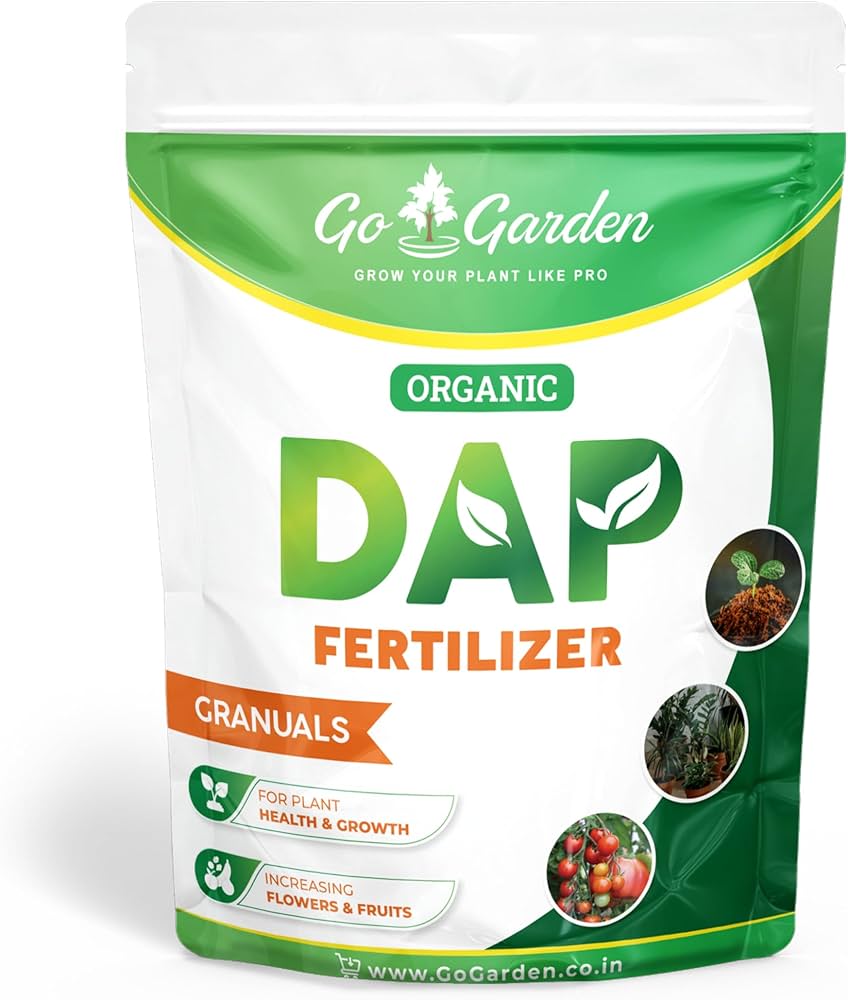 Go Garden
GROW YOUR PLANT LIKE PRO
ORGANIC
DAP
FERTILIZER
GRANUALS
FOR PLANT
HEALTH & GROWTH
INCREASING
FLOWERS & FRUITS
www.GoGarden.co.in